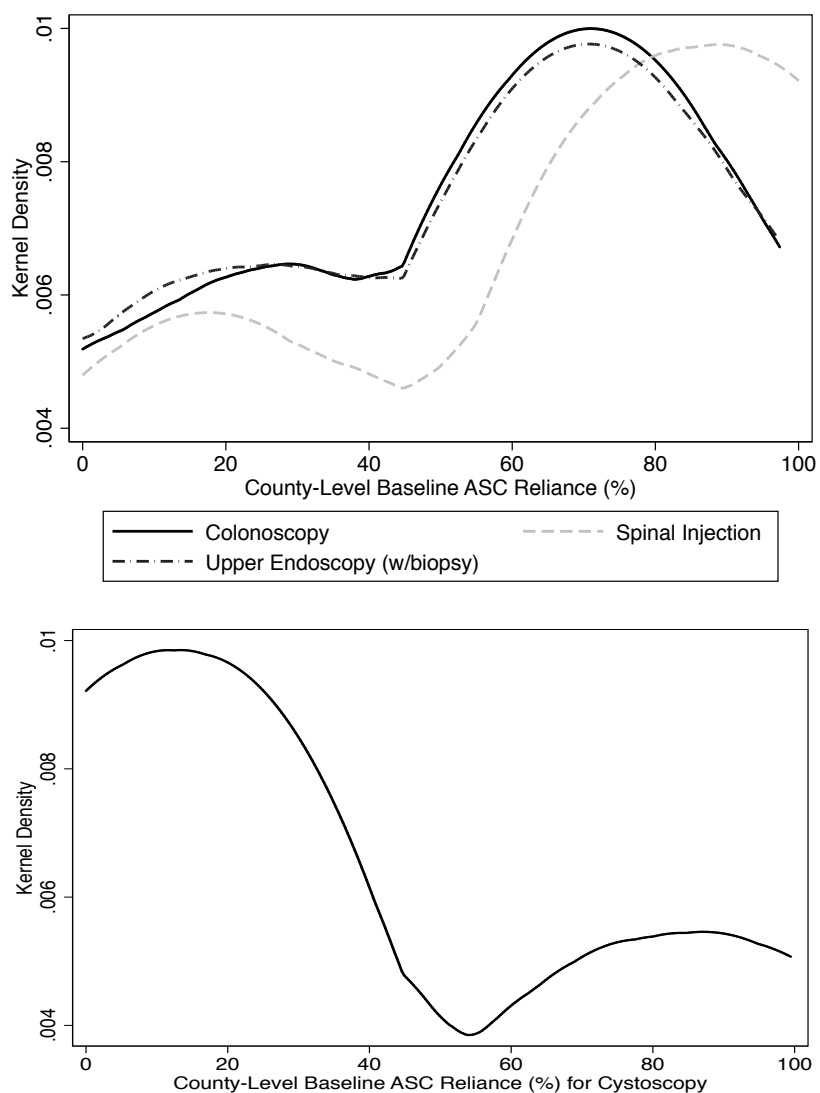 .01
.008
.006
.004
Kernel Density
0 20 40 60 80 100
County-Level Baseline ASC Reliance (%)
Colonoscopy Spinal Injection
Upper Endoscopy (w/biopsy)
.01
.008
.006
.004
Kernel Density
0 20 40 60 80 100
County-Level Baseline ASC Reliance (%) for Cystoscopy